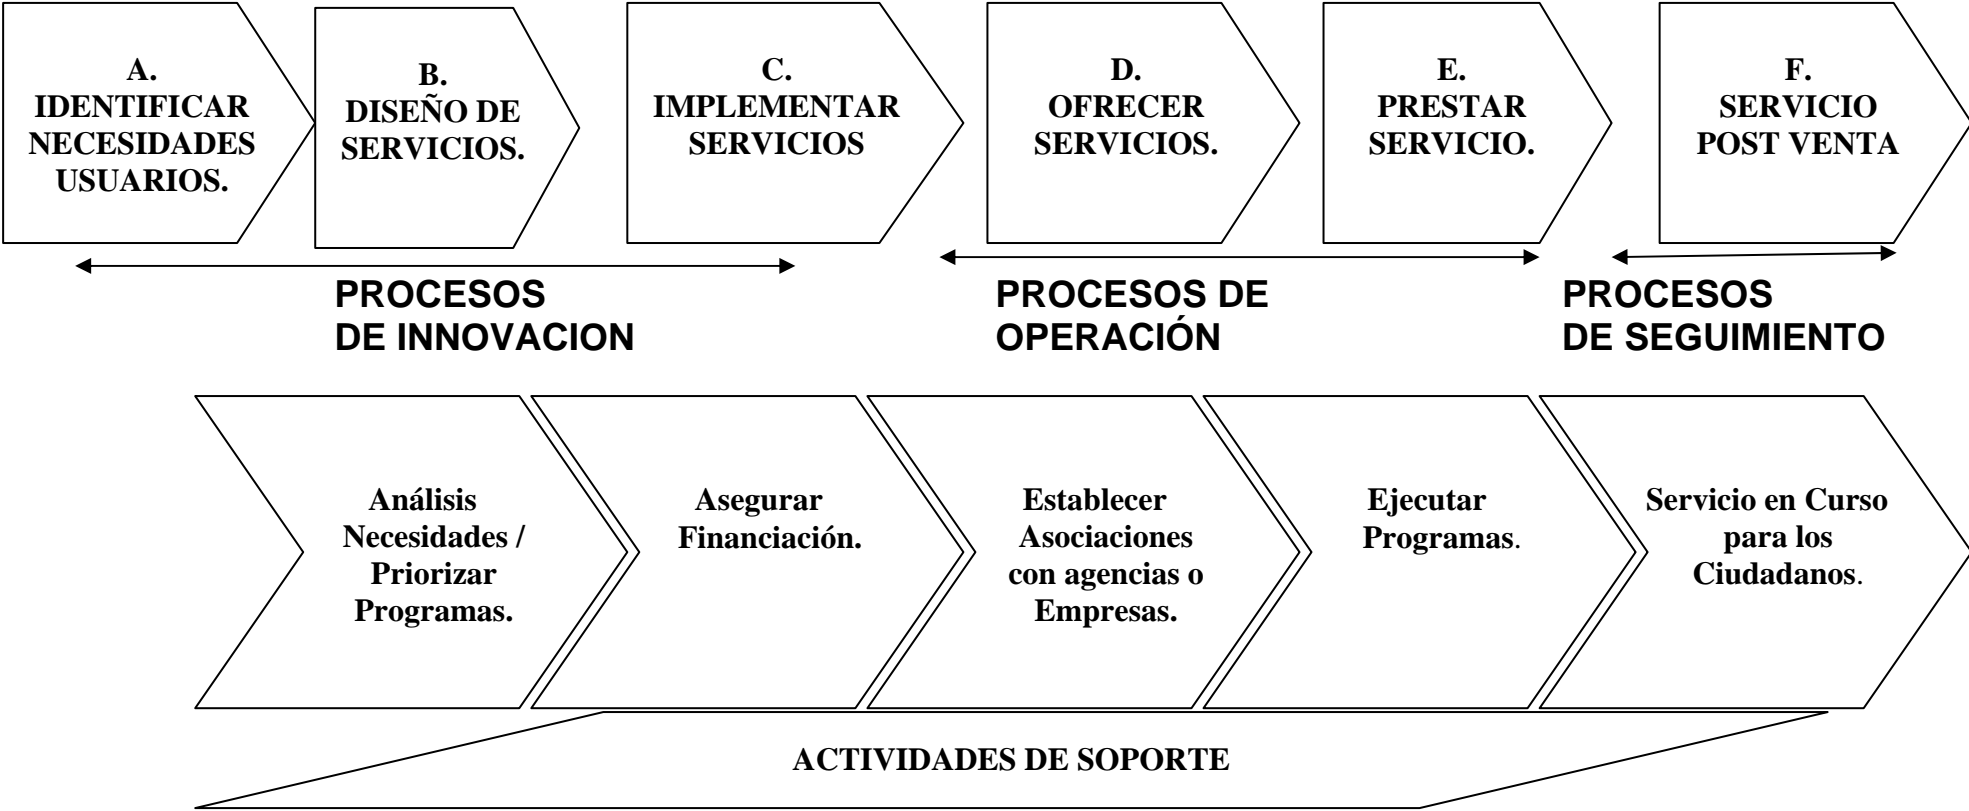 A.
IDENTIFICAR
NECESIDADES
USUARIOS.
B.
DISEÑO DE
SERVICIOS.
C.
IMPLEMENTAR
SERVICIOS
D.
OFRECER
SERVICIOS.
E.
PRESTAR
SERVICIO.
F.
SERVICIO
POST VENTA
PROCESOS
DE INNOVACION
PROCESOS DE
OPERACIÓN
PROCESOS
DE SEGUIMIENTO
Análisis
Necesidades /
Priorizar
Programas.
Asegurar
Financiación.
Establecer
Asociaciones
con agencias o
Empresas.
Ejecutar
Programas.
Servicio en Curso
para los
Ciudadanos.
ACTIVIDADES DE SOPORTE